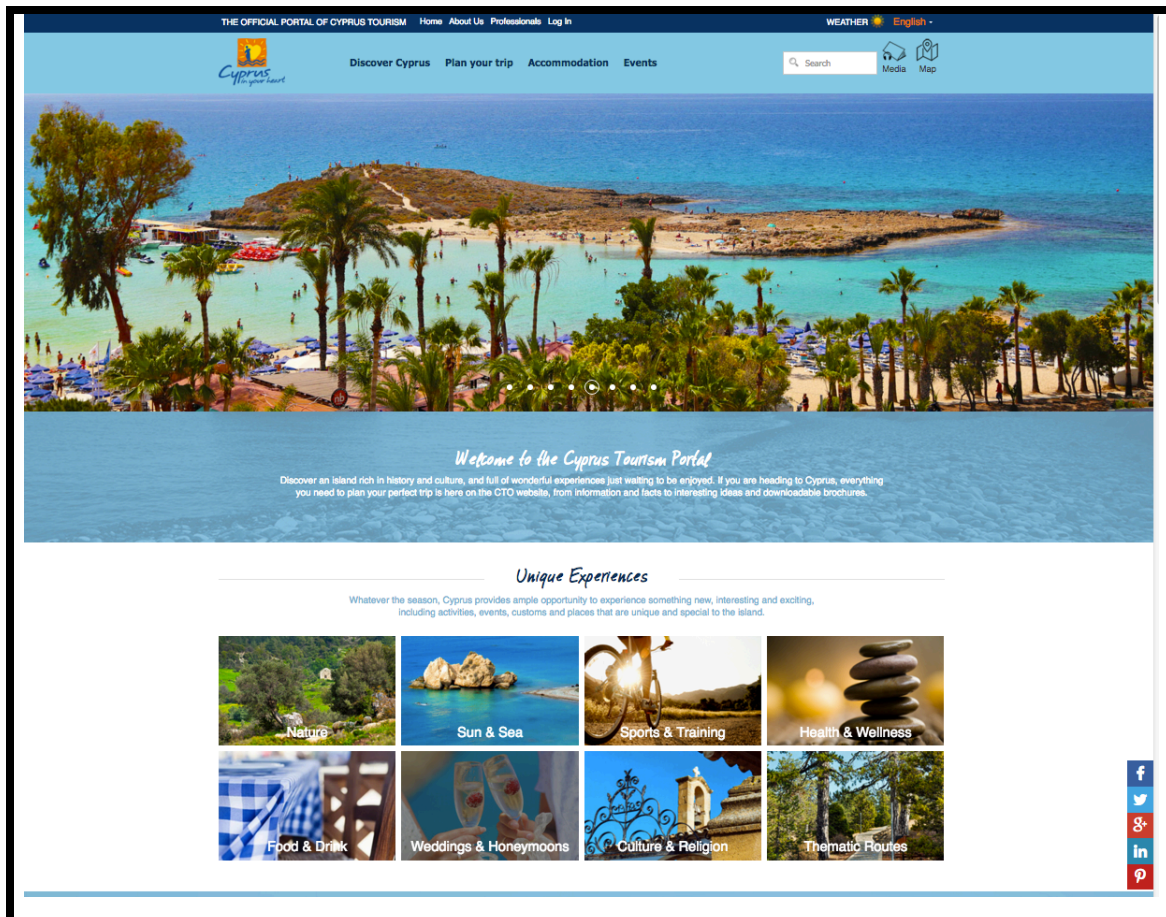 THE OFFICIAL PORTAL OF CYPRUS TOURISM Home About Us Professionals Log In WEATHER English
Cyprus
in your heart
Discover Cyprus Plan your trip Accommodation Events
Search
Media Map
nb
Welcome to the Cyprus Tourism Portal
Discover an island rich in history and culture, and full of wonderful experiences just waiting to be enjoyed. If you are heading to Cyprus, everything
you need to plan your perfect trip is here on the CTO website, from information and facts to interesting ideas and downloadable brochures.
Unique Experiences
Whatever the season, Cyprus provides ample opportunity to experience something new, interesting and exciting,
including activities, events, customs and places that are unique and special to the island.
Nature Sun & Sea Sports & Training Health & Wellness
Food & Drink Weddings & Honeymoons Culture & Religion Thematic Routes
f
g+
in